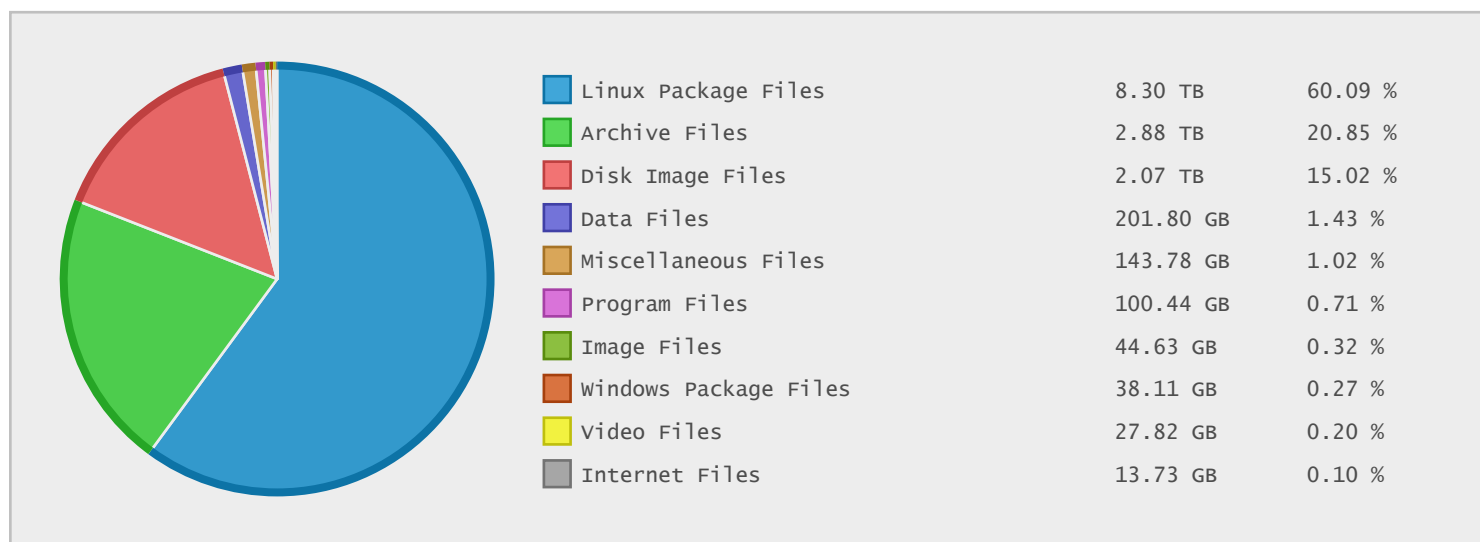 Linux Package Files 8.30 TB 60.09 %
Archive Files 2.88 TB 20.85 %
Disk Image Files 2.07 TB 15.02 %
Data Files 201.80 GB 1.43 %
Miscellaneous Files 143.78 GB 1.02 %
Program Files 100.44 GB 0.71 %
Image Files 44.63 GB 0.32 %
Windows Package Files 38.11 GB 0.27 %
Video Files 27.82 GB 0.20 %
Internet Files 13.73 GB 0.10 %